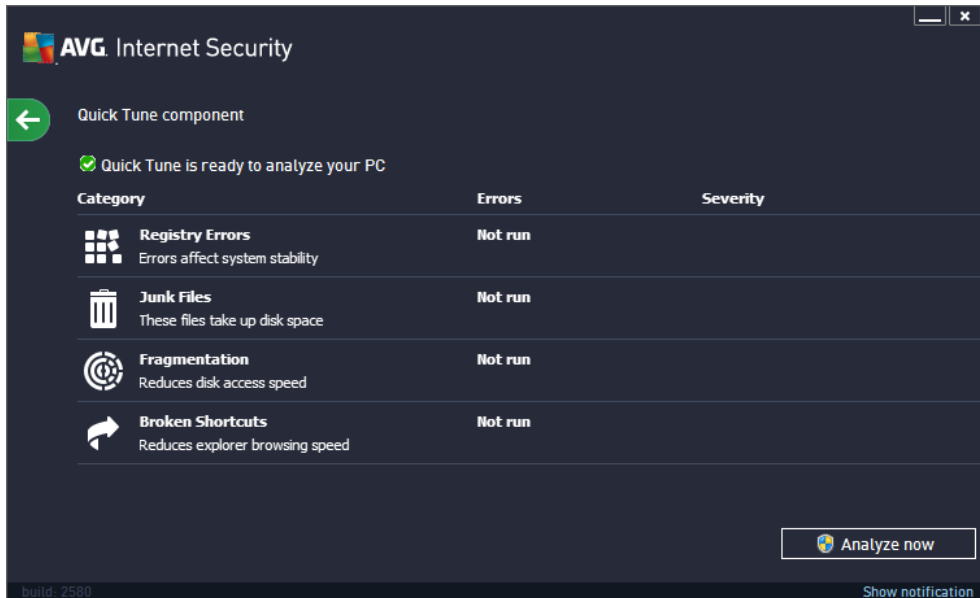 AVG. Internet Security
Quick Tune component
Quick Tune is ready to analyze your PC
Category Errors Severity
Registry Errors Not run
Errors affect system stability
Junk Files Not run
These files take up disk space
Fragmentation Not run
Reduces disk access speed
Broken Shortcuts Not run
Reduces explorer browsing speed
Analyze now
build: 2580 Show notification